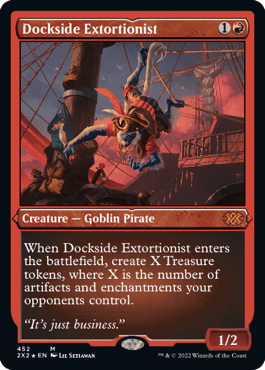 Dockside Extortionist 1
Creature — Goblin Pirate
When Dockside Extortionist enters
the battlefield, create X Treasure
tokens, where X is the number of
artifacts and enchantments your
opponents control.
“It’s just business.”
1/2
452 M
2X2 ★ EN Lie Setiawan
™ & © 2022 Wizards of the Coast